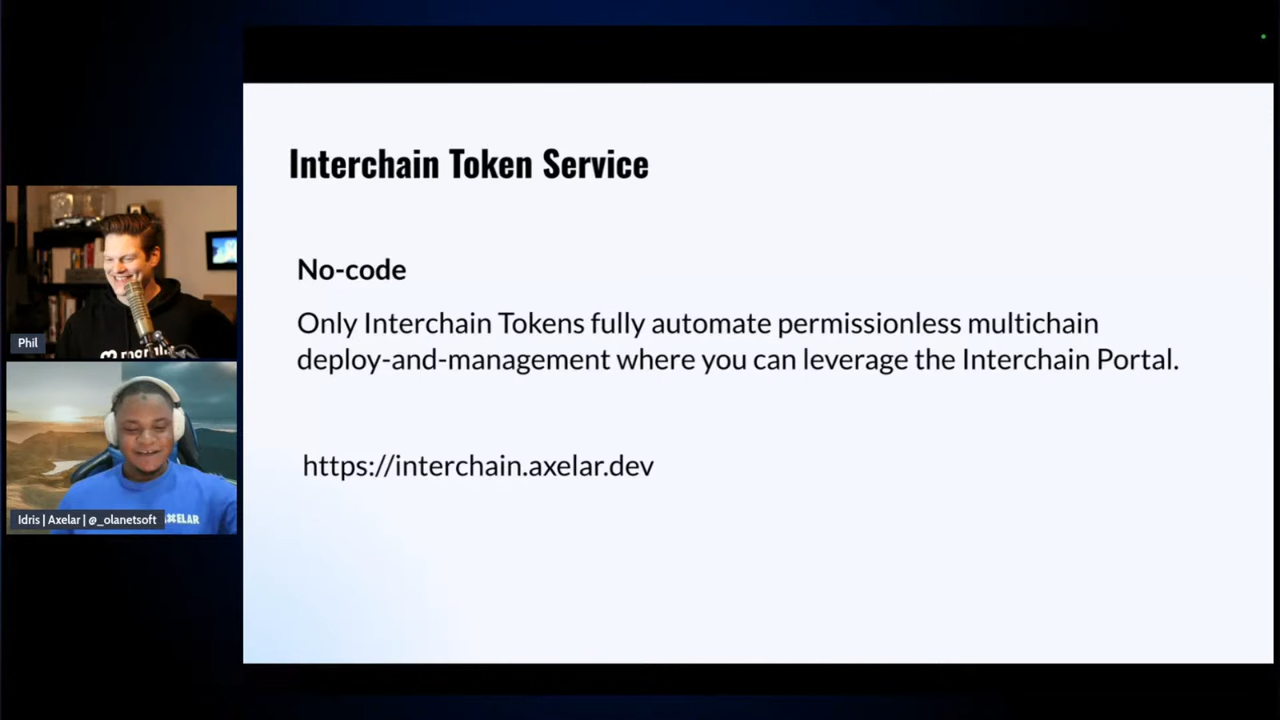 Interchain Token Service
No-code
Only Interchain Tokens fully automate permissionless multichain
deploy-and-management where you can leverage the Interchain Portal.
https://interchain.axelar.dev
Phil
Idris | Axelar | @_olanetsoft
AXELAR